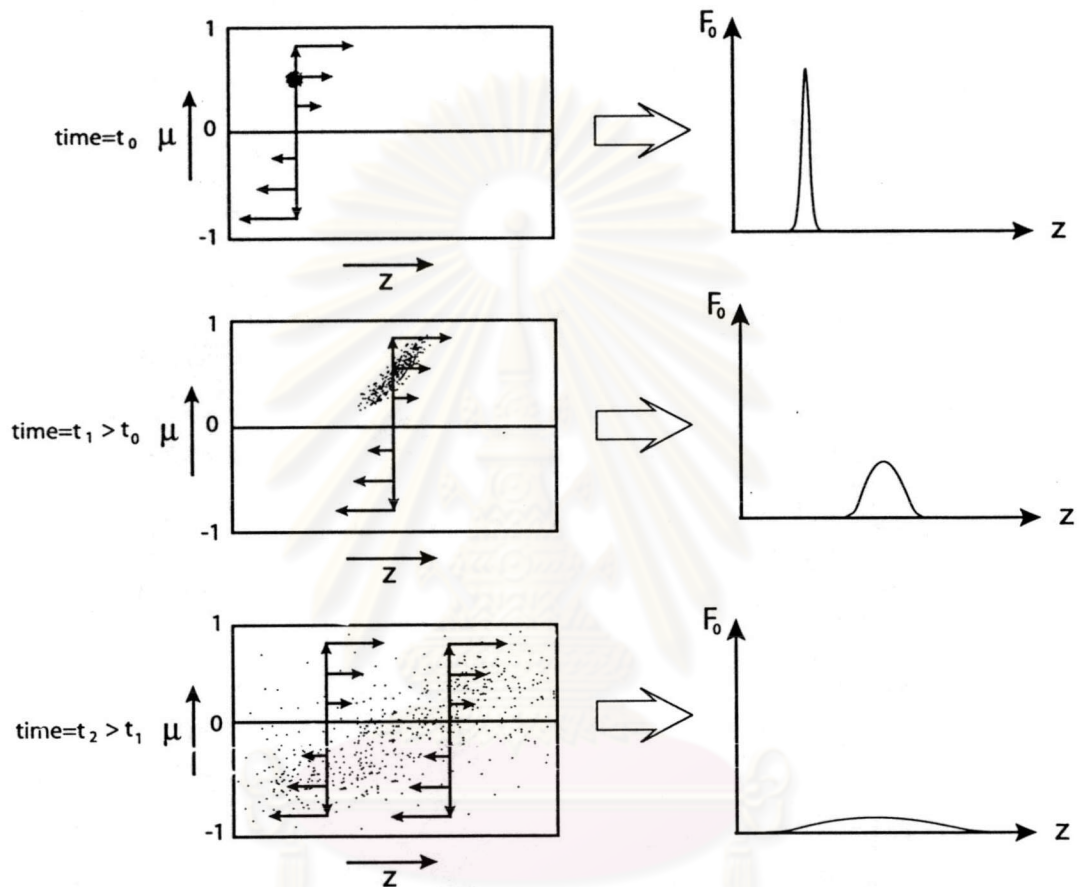 1
F₀
time=t₀ μ 0
-1
Z
Z
1
F₀
time=t₁ > t₀ μ 0
-1
Z
Z
1
F₀
time=t₂ > t₁ μ 0
-1
Z
Z